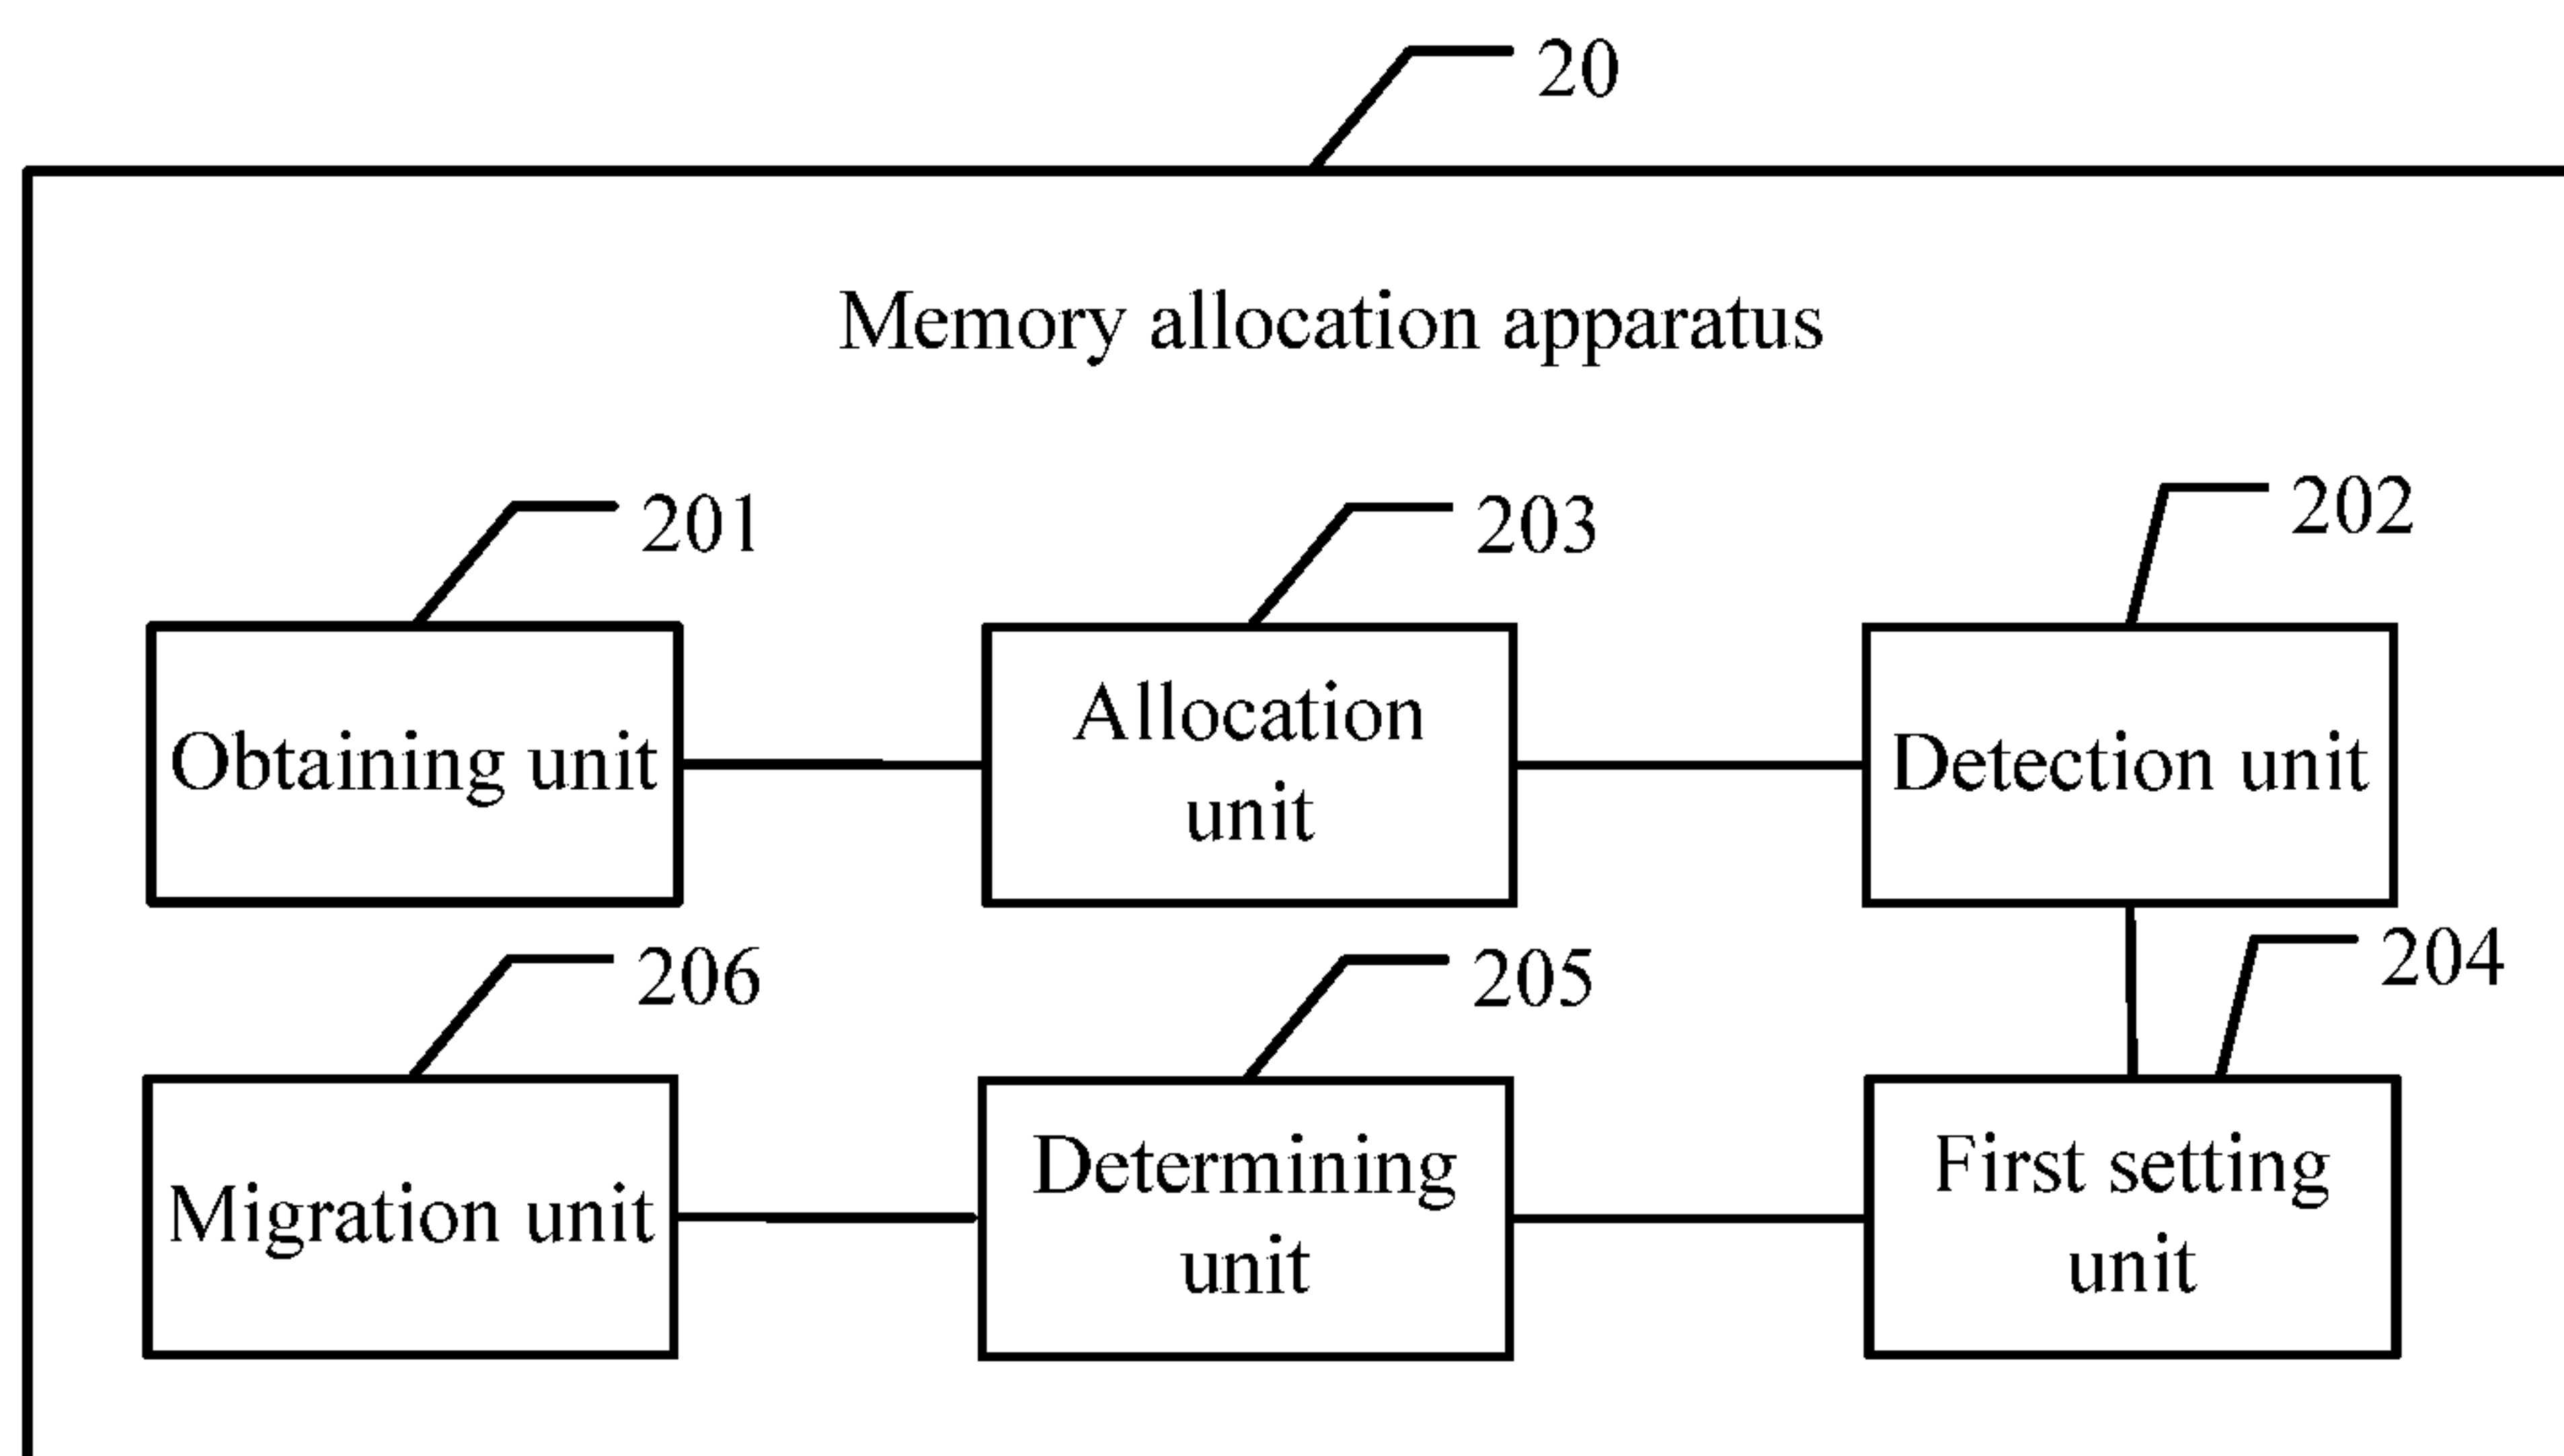 20
Memory allocation apparatus
201
203
202
Obtaining unit
Allocation
unit
Detection unit
206
205
204
Migration unit
Determining
unit
First setting
unit